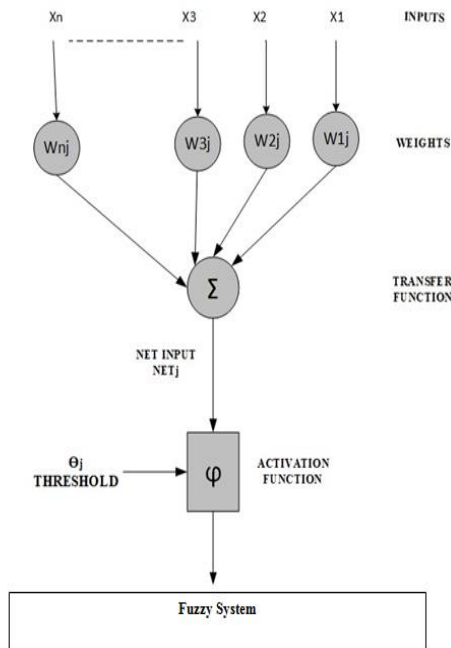 Xn X3 X2 X1 INPUTS
Wnj W3j W2j W1j WEIGHTS
Σ
TRANSFER
FUNCTION
NET INPUT
NETj
θj
THRESHOLD
φ
ACTIVATION
FUNCTION
Fuzzy System